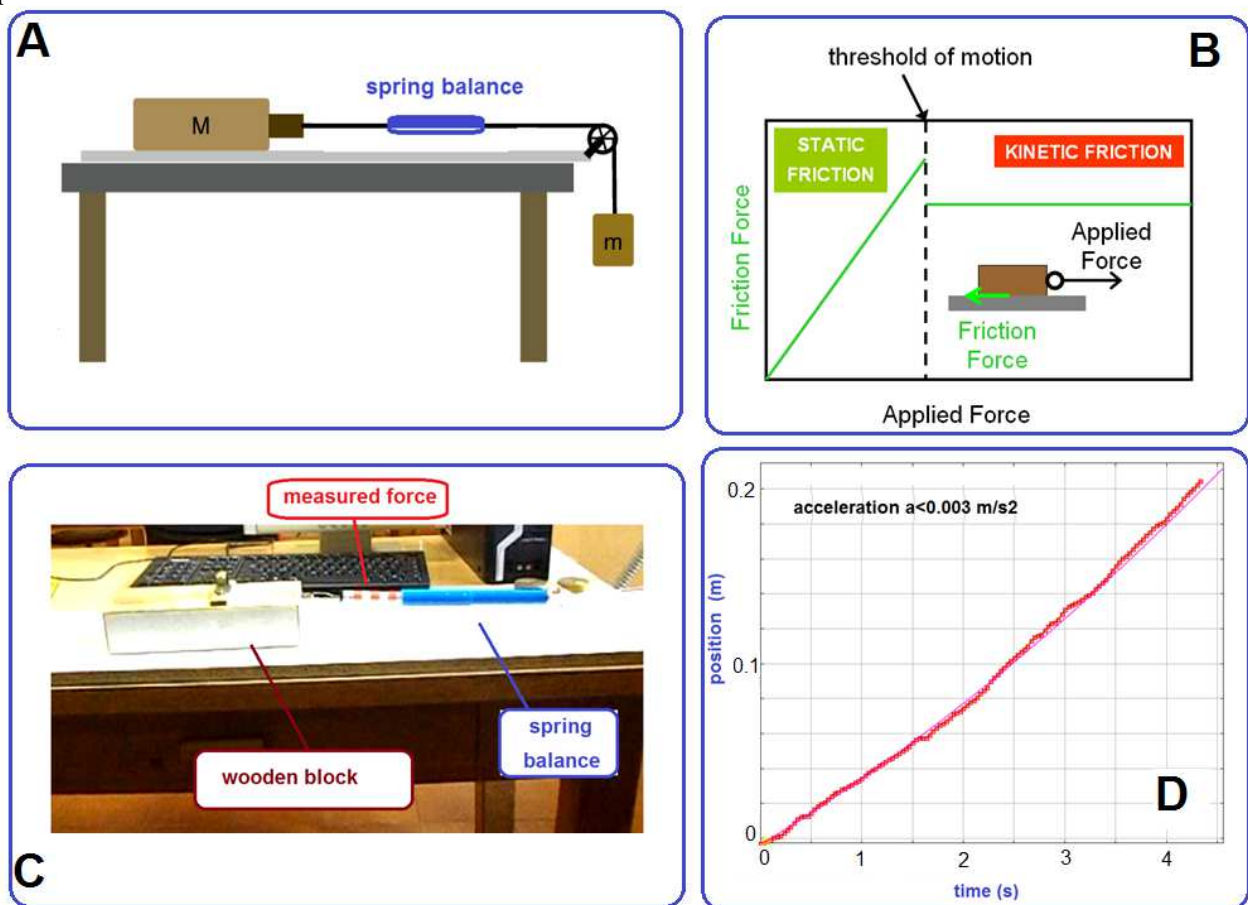 A
spring balance
M
m
B
threshold of motion
STATIC
FRICTION
KINETIC FRICTION
Friction Force
Applied
Force
Friction
Force
Applied Force
measured force
spring
balance
wooden block
C
acceleration a<0.003 m/s2
position (m)
0.2
0.1
0
0
1
2
3
4
time (s)
D